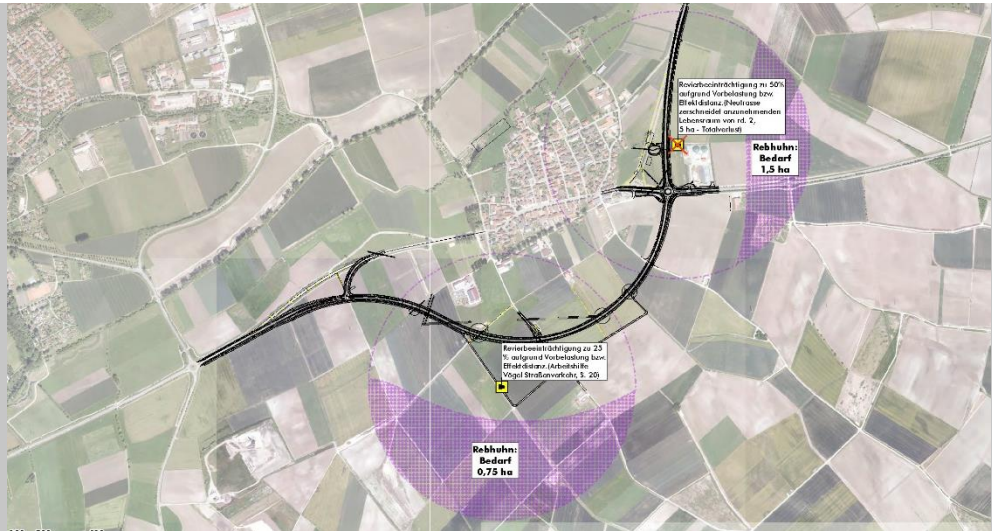 Revierbeeinträchtigung zu 50%
aufgrund Vorbelastung bzw.
Effektdistanz.(Neutrasse
zerschneidet anzunehmenden
Lebensraum von rd. 2,
5 ha - Totalverlust)
Rebhuhn:
Bedarf
1,5 ha
Revierbeeinträchtigung zu 25
% aufgrund Vorbelastung bzw.
Effektdistanz.(Arbeitshilfe
Vögel Straßenverkehr, S. 20)
Rebhuhn:
Bedarf
0,75 ha